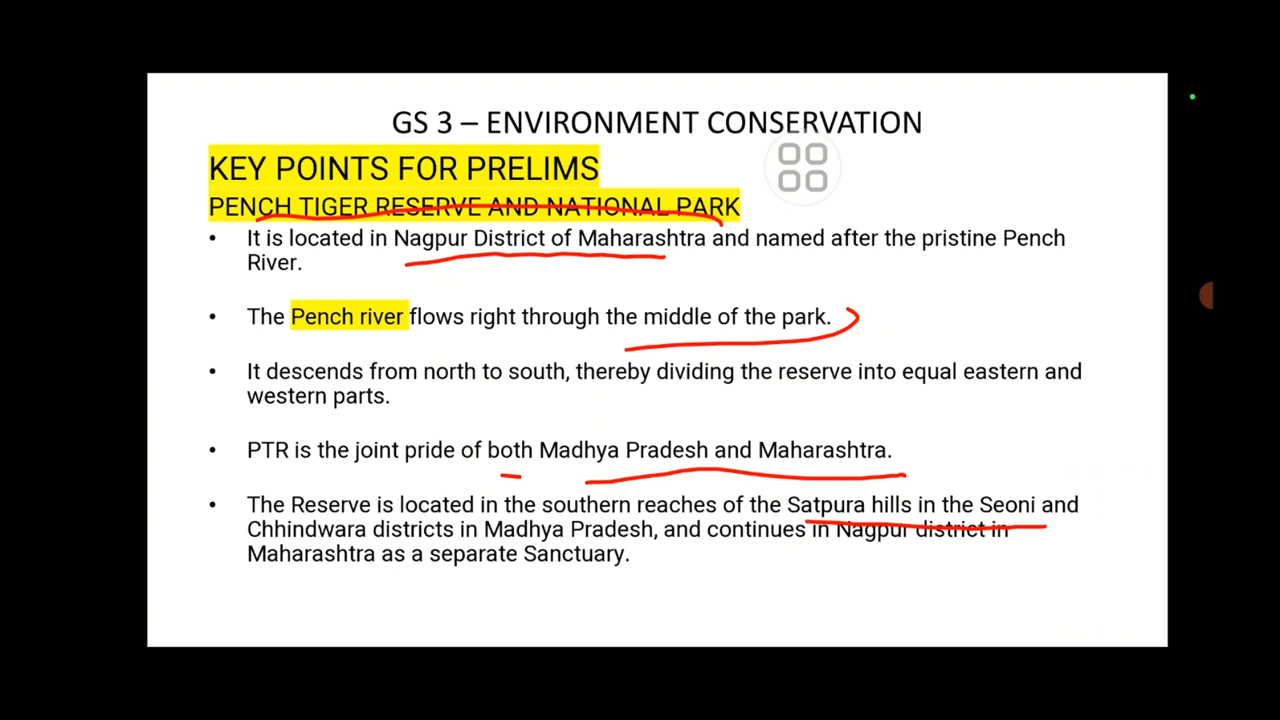 GS 3 – ENVIRONMENT CONSERVATION
KEY POINTS FOR PRELIMS
PENCH TIGER RESERVE AND NATIONAL PARK
• It is located in Nagpur District of Maharashtra and named after the pristine Pench
River.
• The Pench river flows right through the middle of the park.
• It descends from north to south, thereby dividing the reserve into equal eastern and
western parts.
• PTR is the joint pride of both Madhya Pradesh and Maharashtra.
• The Reserve is located in the southern reaches of the Satpura hills in the Seoni and
Chhindwara districts in Madhya Pradesh, and continues in Nagpur district in
Maharashtra as a separate Sanctuary.